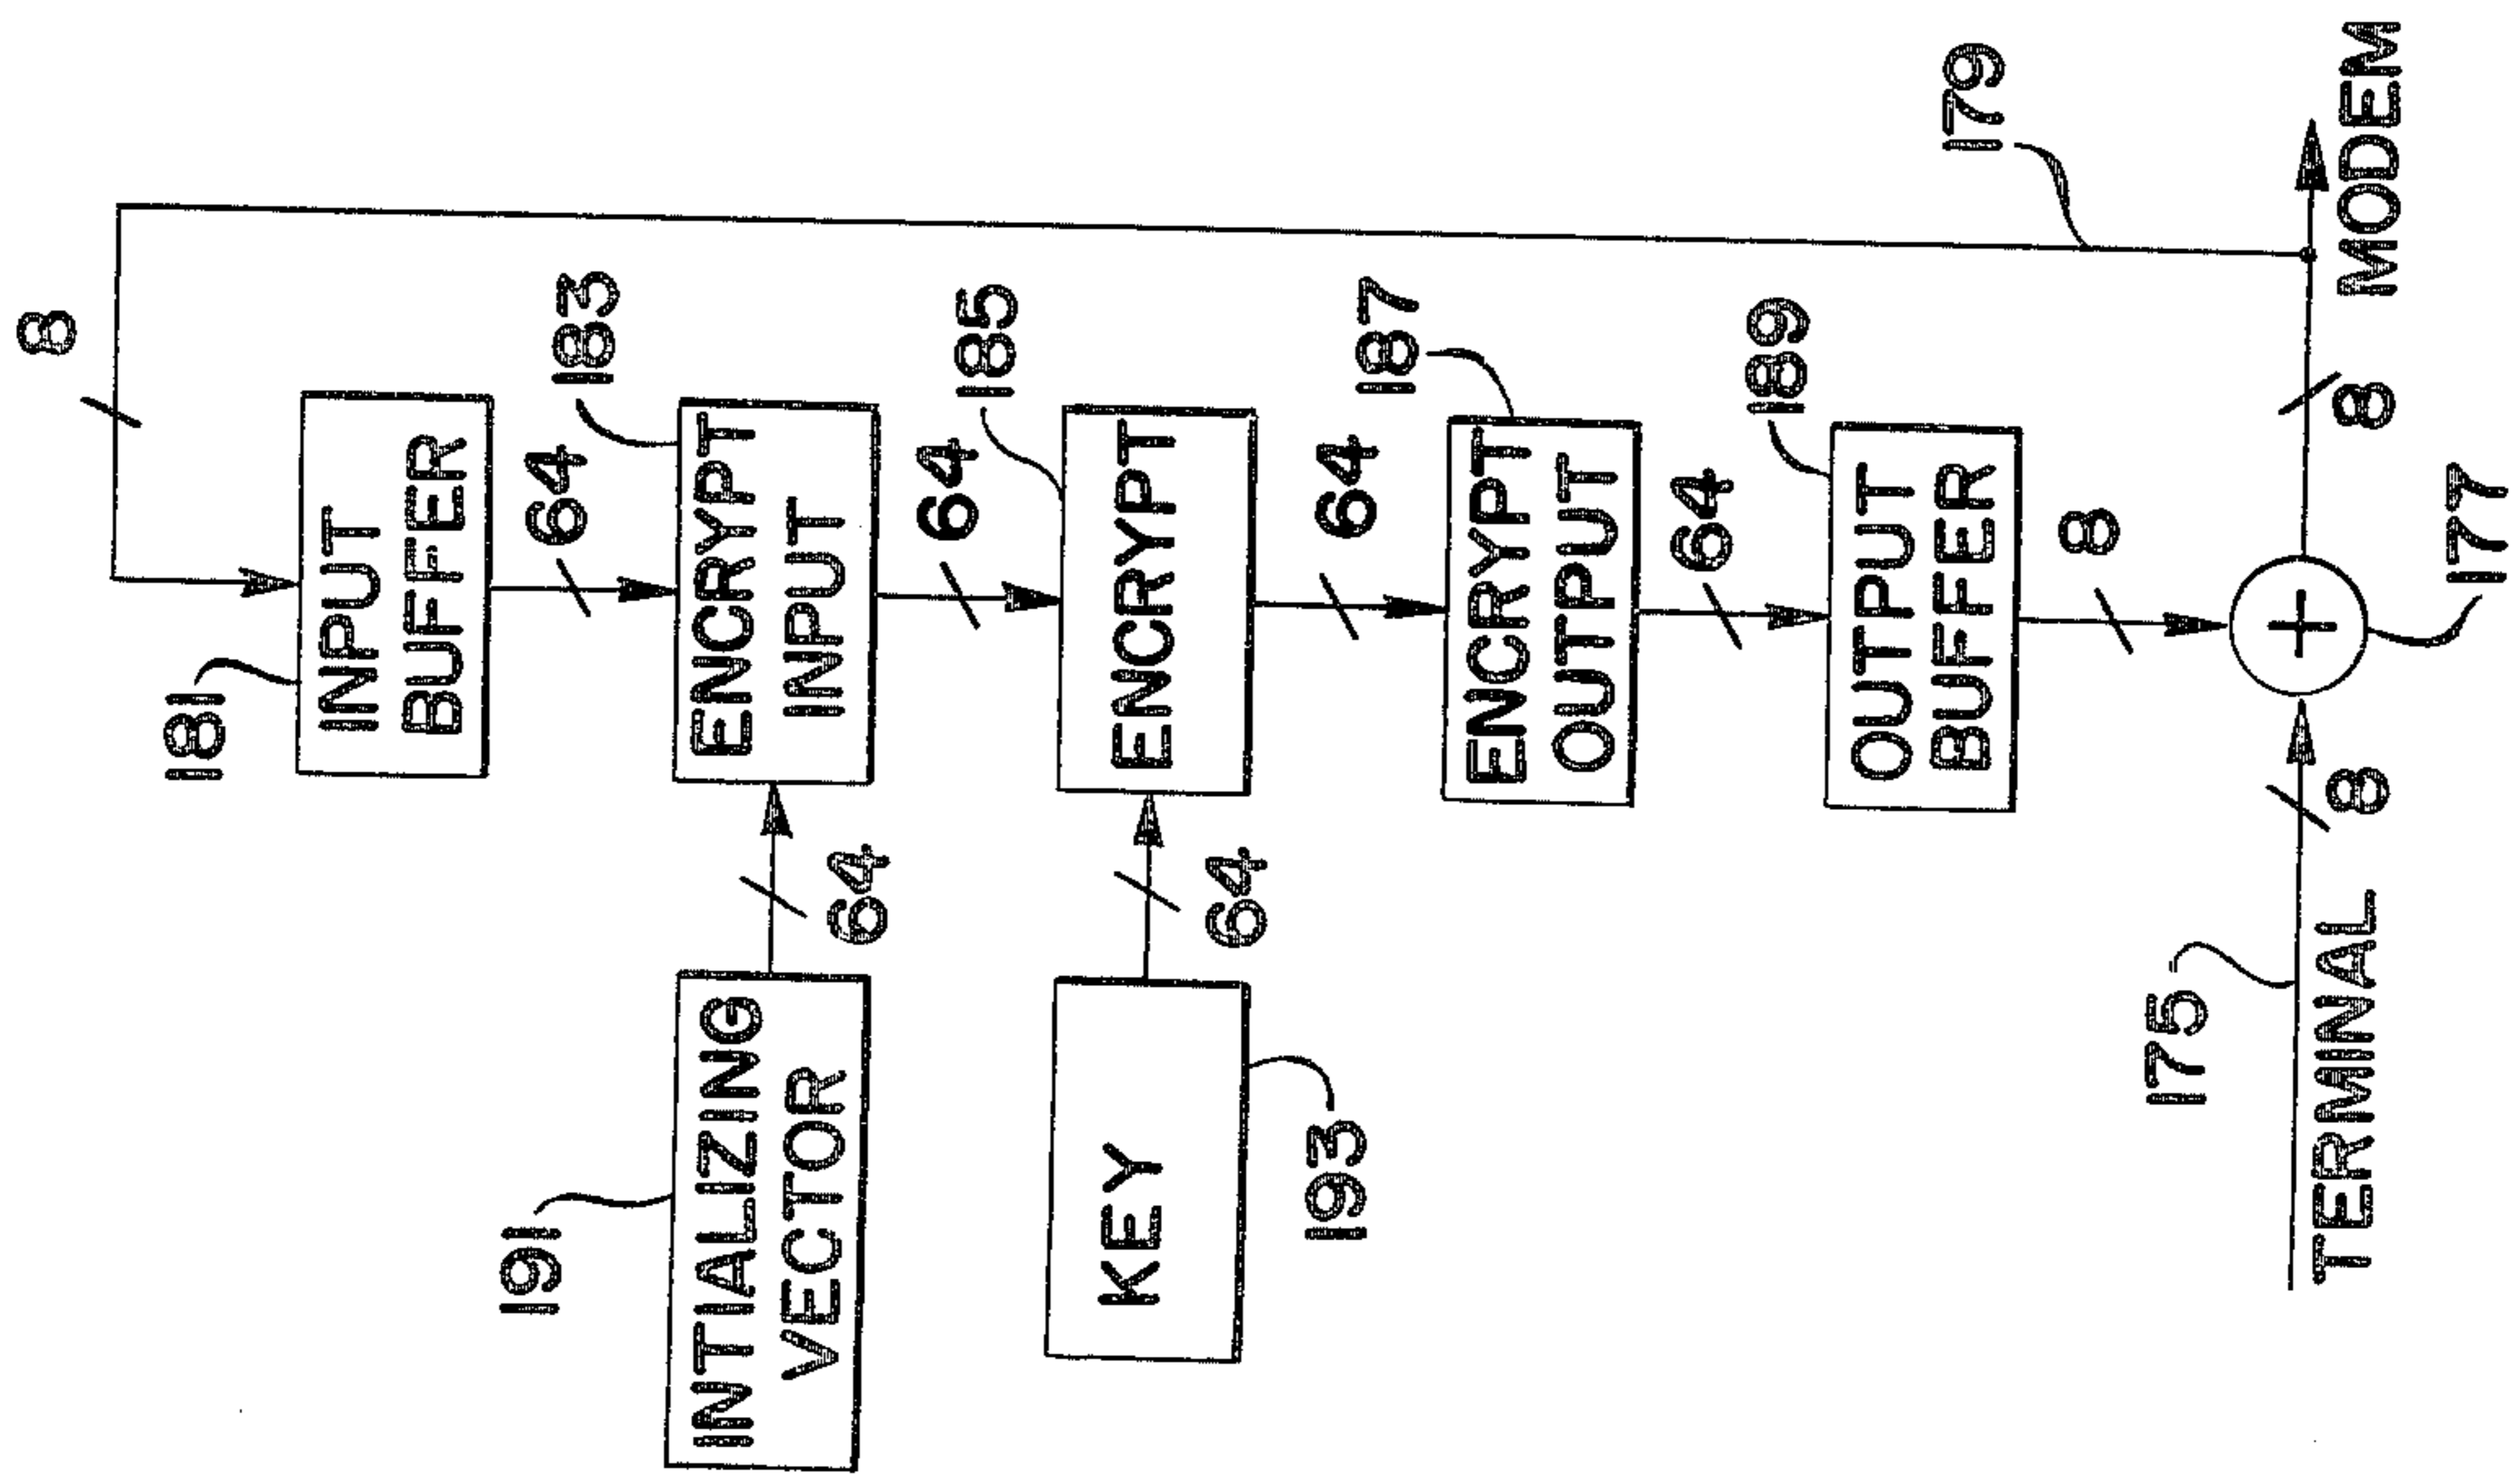 8
181
INPUT
BUFFER
64
183
191
INTIALIZING
VECTOR
64
ENCRYPT
INPUT
64
185
KEY
193
64
ENCRYPT
64
187
ENCRYPT
OUTPUT
64
189
OUTPUT
BUFFER
8
175
TERMINAL
8
177
8
179
MODEM